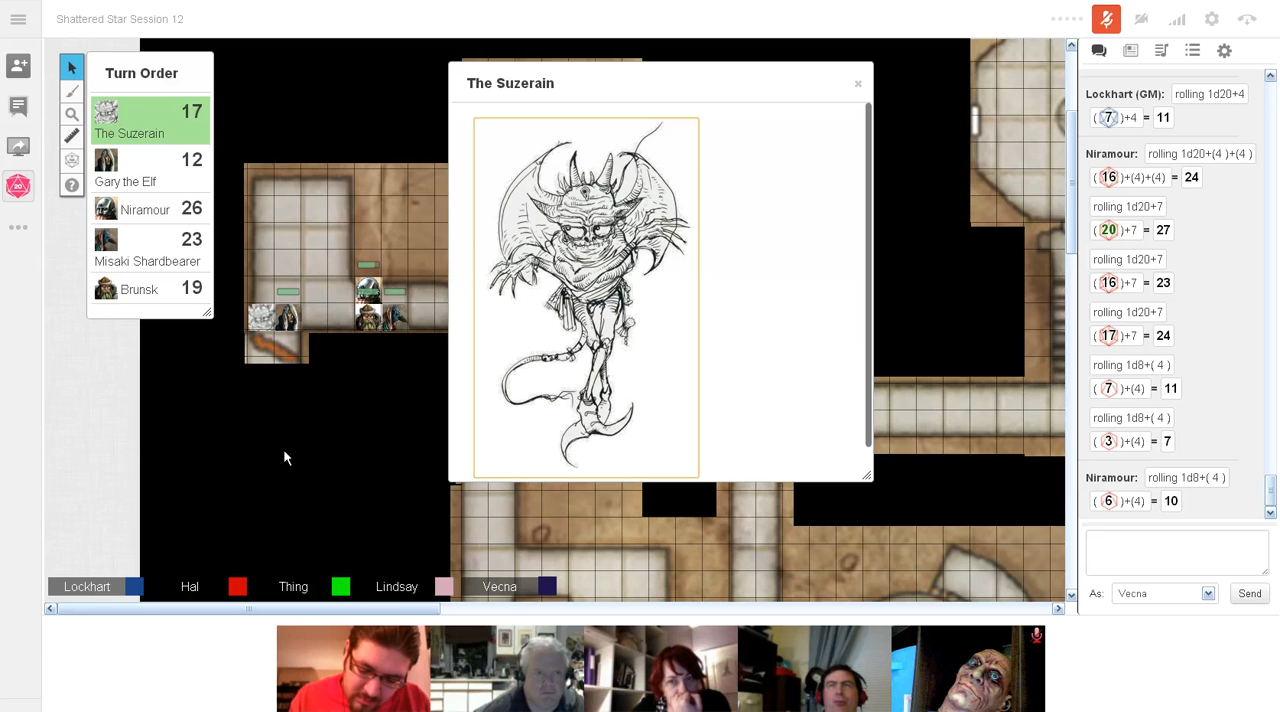 Shattered Star Session 12
Turn Order
The Suzerain 17
Gary the Elf 12
Niramour 26
Misaki Shardbearer 23
Brunsk 19
The Suzerain
×
Lockhart (GM): rolling 1d20+4
(7)+4 = 11
Niramour: rolling 1d20+(4 )+(4 )
(16)+(4)+(4) = 24
rolling 1d20+7
(20)+7 = 27
rolling 1d20+7
(16)+7 = 23
rolling 1d20+7
(17)+7 = 24
rolling 1d8+( 4 )
(7)+(4) = 11
rolling 1d8+( 4 )
(3)+(4) = 7
Niramour: rolling 1d8+( 4 )
(6)+(4) = 10
As: Vecna Send
Lockhart Hal Thing Lindsay Vecna
20